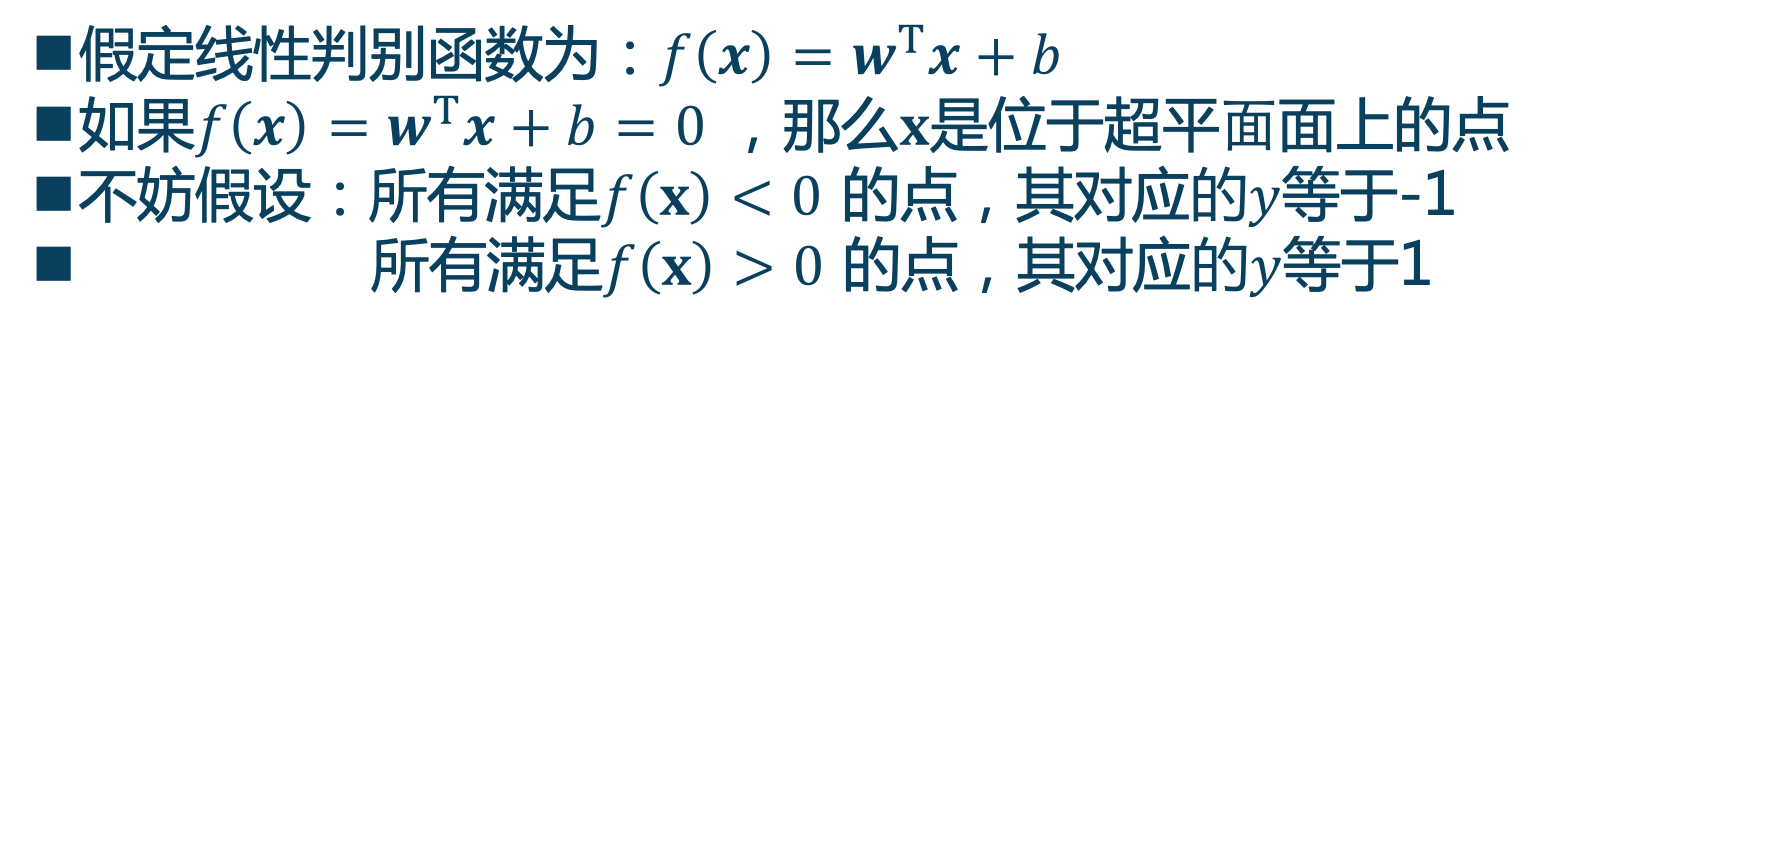 ■假定线性判别函数为：f(x) = wᵀx + b
■如果f(x) = wᵀx + b = 0 ，那么x是位于超平面面上的点
■不妨假设：所有满足f(x) < 0 的点，其对应的y等于-1
■ 所有满足f(x) > 0 的点，其对应的y等于1